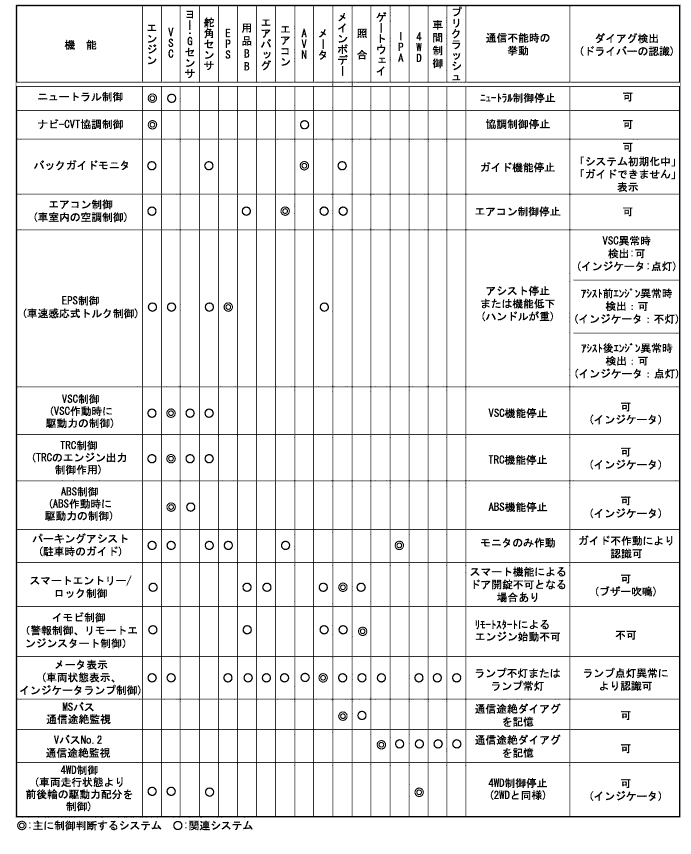 機能 エンジン VSC ヨー・Gセンサ 舵角センサ EPS 用品BB エアバッグ エアコン AVN メータ メインボデー 照合 ゲートウェイ IPA 4WD 車間制御 プリクラッシュ 通信不能時の ダイアグ検出
挙動 (ドライバーの認識)
ニュートラル制御 ◎ ○ ニュートラル制御停止 可
ナビ-CVT協調制御 ◎ ○ 協調制御停止 可
バックガイドモニタ ○ ○ ◎ ○ ガイド機能停止 可
「システム初期化中」
「ガイドできません」
表示
エアコン制御
(車室内の空調制御) ○ ○ ◎ ○ ○ エアコン制御停止 可
EPS制御
(車速感応式トルク制御) ○ ○ ○ ◎ ○ アシスト停止
または機能低下
(ハンドルが重)
VSC異常時
検出:可
(インジケータ:点灯)
アシスト前エンジン異常時
検出:可
(インジケータ:不灯)
アシスト後エンジン異常時
検出:可
(インジケータ:点灯)
VSC制御
(VSC作動時に
駆動力の制御) ○ ◎ ○ ○ VSC機能停止 可
(インジケータ)
TRC制御
(TRCのエンジン出力
制御作用) ○ ◎ ○ ○ TRC機能停止 可
(インジケータ)
ABS制御
(ABS作動時に
駆動力の制御) ◎ ○ ABS機能停止 可
(インジケータ)
パーキングアシスト
(駐車時のガイド) ○ ○ ○ ○ ○ ◎ モニタのみ作動 ガイド不作動により
認識可
スマートエントリー/
ロック制御 ○ ○ ○ ○ ◎ ○ スマート機能による
ドア開錠不可となる
場合あり
可
(ブザー吹鳴)
イモビ制御
(警報制御、リモートエ
ンジンスタート制御) ○ ○ ○ ○ ◎ リモートスタートによる
エンジン始動不可 不可
メータ表示
(車両状態表示、
インジケータランプ制御) ○ ○ ○ ○ ○ ○ ○ ◎ ○ ○ ○ ○ ○ ○ ランプ不灯または
ランプ常灯
ランプ点灯異常に
より認識可
MSバス
通信途絶監視 ◎ ○ 通信途絶ダイアグ
を記憶 可
VバスNo.2
通信途絶監視 ◎ ○ ○ ○ ○ 通信途絶ダイアグ
を記憶 可
4WD制御
(車両走行状態より
前後輪の駆動力配分を
制御) ○ ○ ○ ◎ 4WD制御停止
(2WDと同様)
可
(インジケータ)
◎:主に制御判断するシステム ○:関連システム